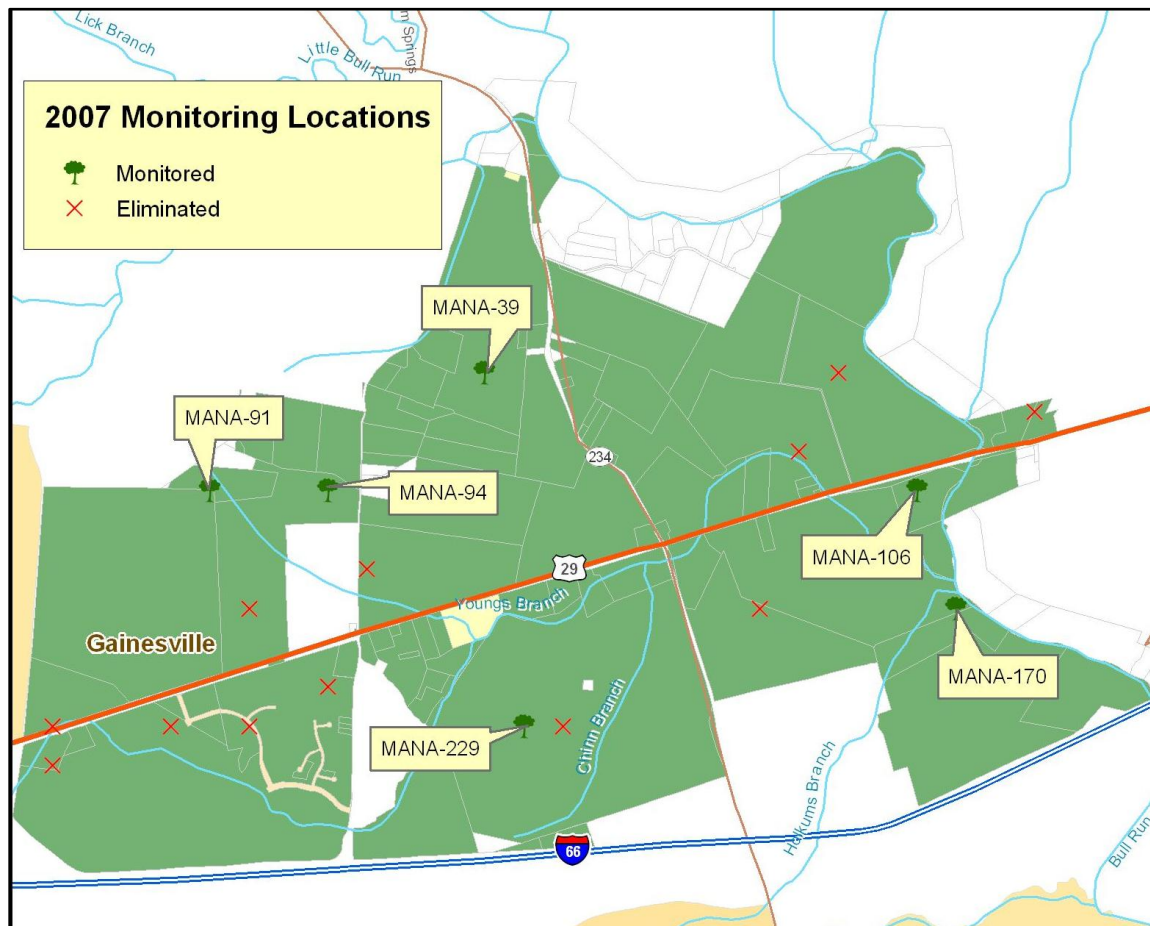 Lick Branch
Little Bull Run
Springs
2007 Monitoring Locations
Monitored
Eliminated
MANA-39
MANA-91
234
MANA-94
MANA-106
29
Youngs Branch
Gainesville
MANA-170
MANA-229
Chinn Branch
Holkums Branch
Bull Run
66